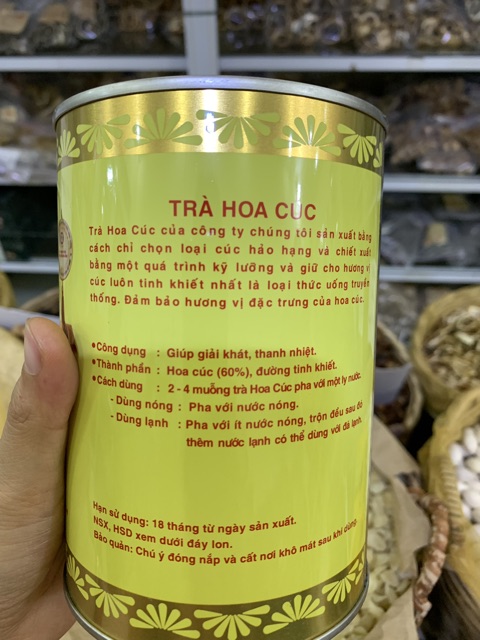 TRÀ HOA CÚC
Trà Hoa Cúc của công ty chúng tôi sản xuất bằng
cách chỉ chọn loại cúc hảo hạng và chiết xuất
bằng một quá trình kỹ lưỡng và giữ cho hương vị
cúc luôn tinh khiết nhất là loại thức uống truyền
thống. Đảm bảo hương vị đặc trưng của hoa cúc.
•Công dụng : Giúp giải khát, thanh nhiệt.
•Thành phần : Hoa cúc (60%), đường tinh khiết.
•Cách dùng : 2 - 4 muỗng trà Hoa Cúc pha với một ly nước.
- Dùng nóng : Pha với nước nóng.
- Dùng lạnh : Pha với ít nước nóng, trộn đều sau đó
thêm nước lạnh có thể dùng với đá lạnh.
Hạn sử dụng: 18 tháng từ ngày sản xuất.
NSX, HSD xem dưới đáy lon.
Bảo quản: Chú ý đóng nắp và cất nơi khô mát sau khi dùng.